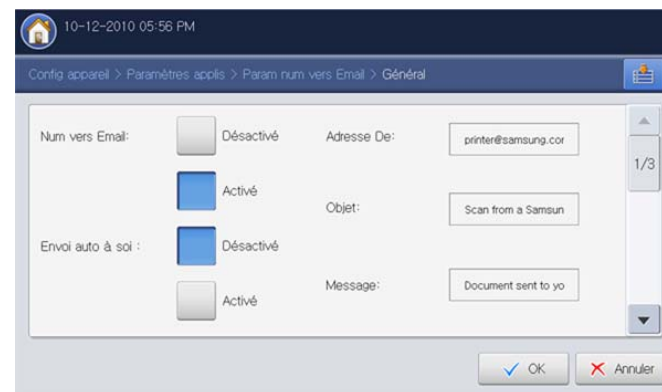 10-12-2010 05:56 PM
Config appareil > Paramètres applis > Param num vers Email > Général
Num vers Email:
Désactivé
Activé
Envoi auto à soi :
Désactivé
Activé
Adresse De:
printer@samsung.cor
Objet:
Scan from a Samsun
Message:
Document sent to yo
1/3
OK
Annuler